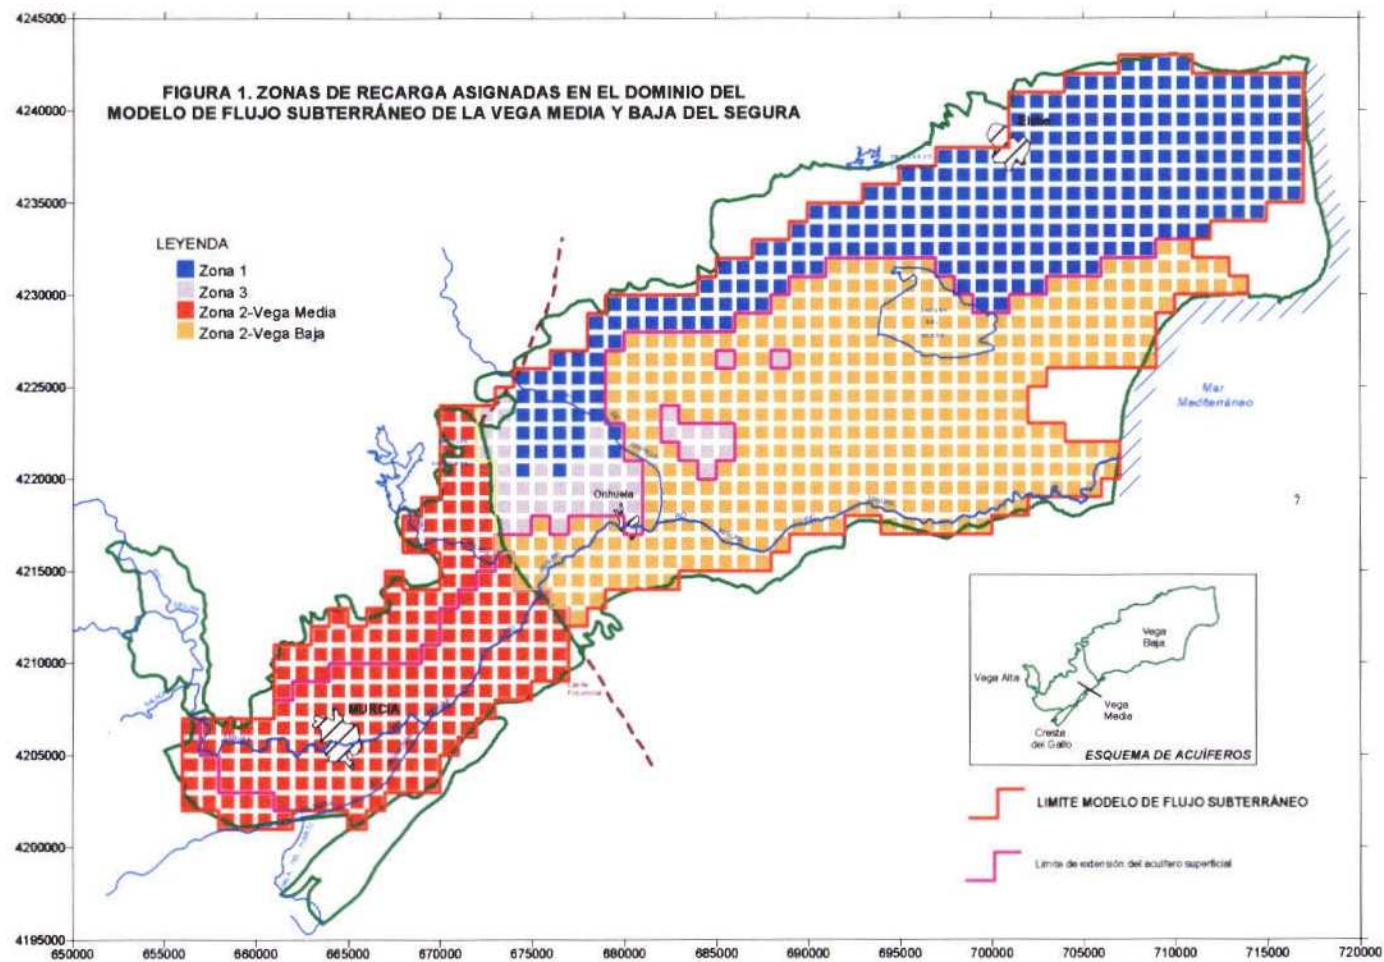 FIGURA 1. ZONAS DE RECARGA ASIGNADAS EN EL DOMINIO DEL
MODELO DE FLUJO SUBTERRÁNEO DE LA VEGA MEDIA Y BAJA DEL SEGURA
4245000
4240000
4235000
4230000
4225000
4220000
4215000
4210000
4205000
4200000
4195000
LEYENDA
Zona 1
Zona 3
Zona 2-Vega Media
Zona 2-Vega Baja
Mar
Mediterráneo
Orihuela
MURCIA
Vega
Baja
Vega Alta
Vega
Media
Cresta
del Gallo
ESQUEMA DE ACUÍFEROS
LIMITE MODELO DE FLUJO SUBTERRÁNEO
Limite de extensión del acuífero superficial
650000
655000
660000
665000
670000
675000
680000
685000
690000
695000
700000
705000
710000
715000
720000